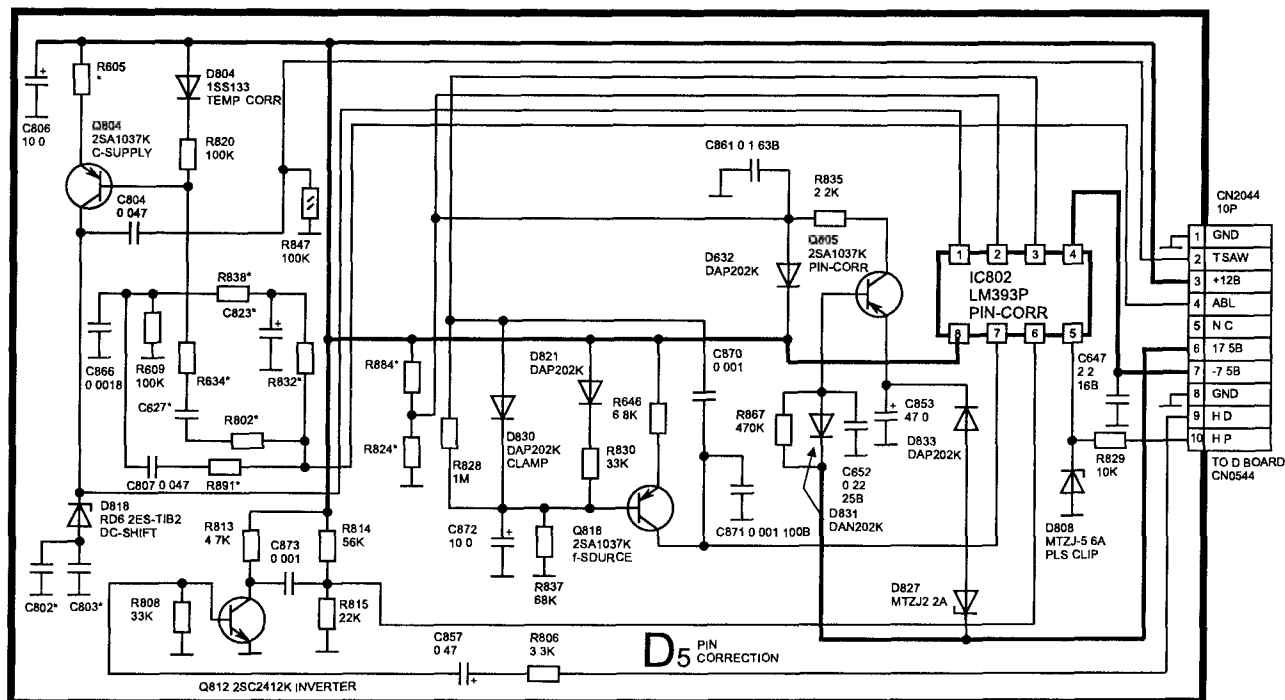 R605
*
D804
1SS133
TEMP CORR
C806
10 0
Q804
2SA1037K
C-SUPPLY
R820
100K
C804
0 047
R847
100K
R838*
C823*
C866
0 0018
R609
100K
R634*
C627*
R832*
R802*
C807 0 047
R891*
D818
RD6 2ES-TIB2
DC-SHIFT
C802*
C803*
R813
4 7K
C873
0 001
R814
56K
R808
33K
R815
22K
Q812 2SC2412K INVERTER
R884*
R824*
R828
1M
D821
DAP202K
D830
DAP202K
CLAMP
R646
6 8K
R830
33K
C872
10 0
R837
68K
Q818
2SA1037K
f-SDURCE
C857
0 47
R806
3 3K
C861 0 1 63B
R835
2 2K
D632
DAP202K
Q805
2SA1037K
PIN-CORR
C870
0 001
R867
470K
C853
47 0
D833
DAP202K
C652
0 22
25B
D831
DAN202K
C871 0 001 100B
D827
MTZJ2 2A
1
2
3
4
IC802
LM393P
PIN-CORR
8
7
6
5
C647
2 2
16B
R829
10K
D808
MTZJ-5 6A
PLS CLIP
CN2044
10P
1 GND
2 TSAW
3 +12B
4 ABL
5 N C
6 17 5B
7 -7 5B
8 GND
9 H D
10 H P
TO D BOARD
CN0544
D5 PIN
CORRECTION